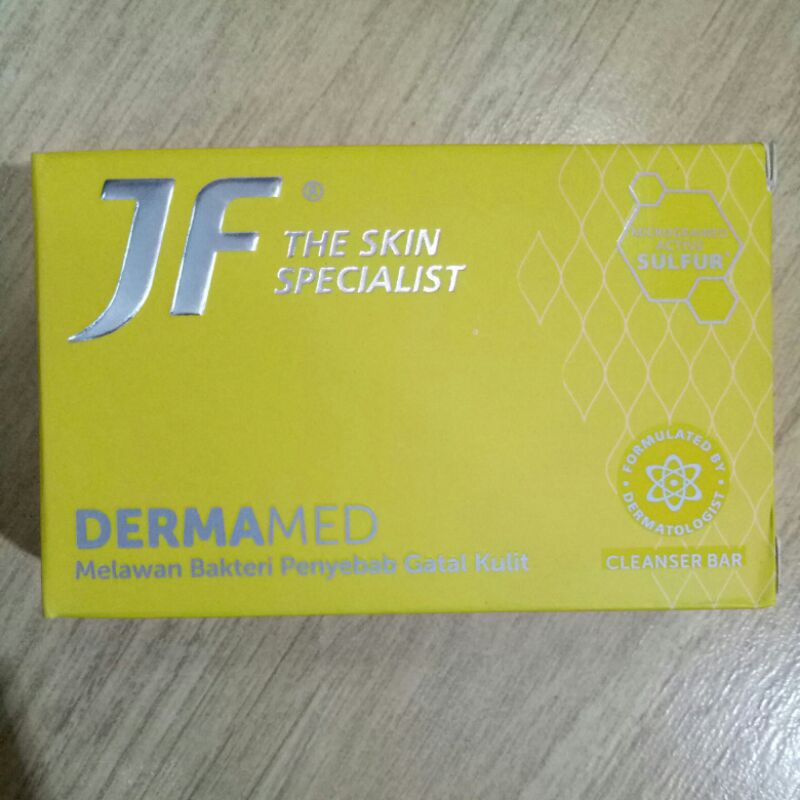 JF®
THE SKIN
SPECIALIST
ACTIVE
SULFUR+
FORMULATED BY
DERMATOLOGIST
DERMAMED
Melawan Bakteri Penyebab Gatal Kulit
CLEANSER BAR